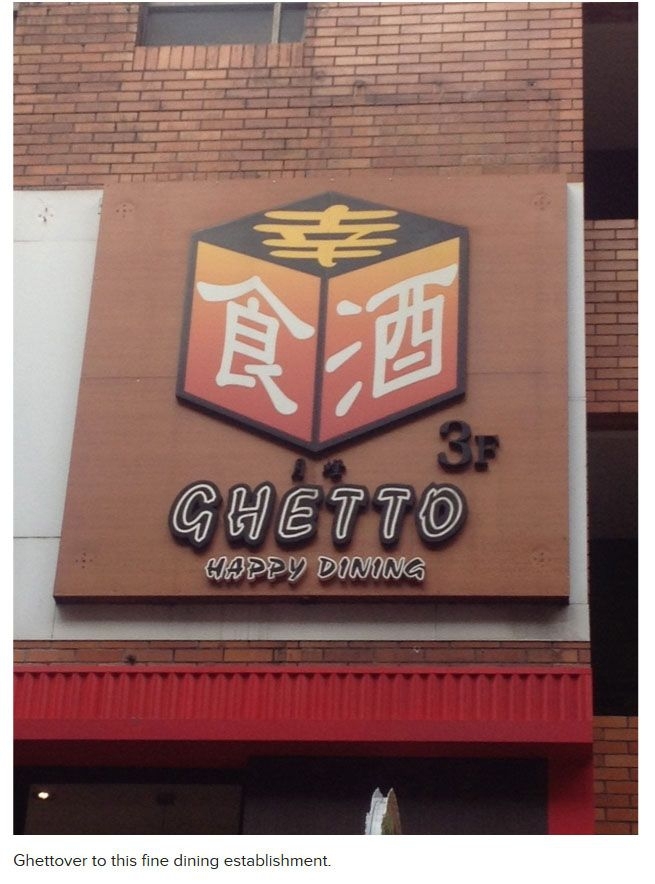 幸
食 酒
3F
GHETTO
HAPPY DINING
Ghettover to this fine dining establishment.